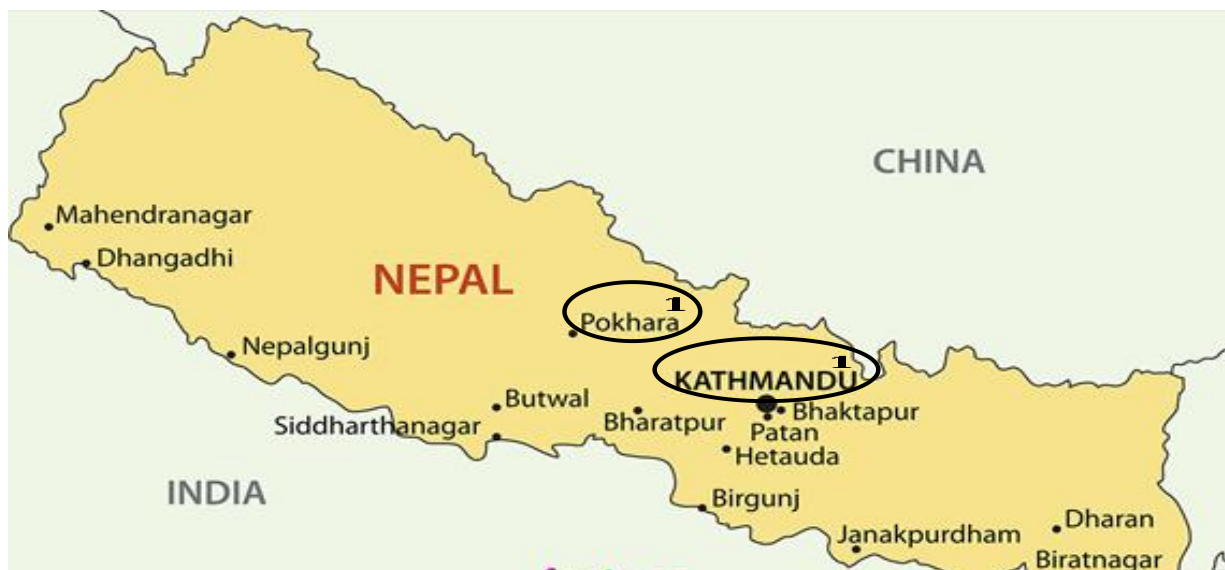 CHINA
Mahendranagar
Dhangadhi
NEPAL
1
Pokhara
Nepalgunj
1
KATHMANDU
Butwal
Bharatpur
Bhaktapur
Siddharthanagar
Patan
Hetauda
INDIA
Birgunj
Dharan
Janakpurdham
Biratnagar